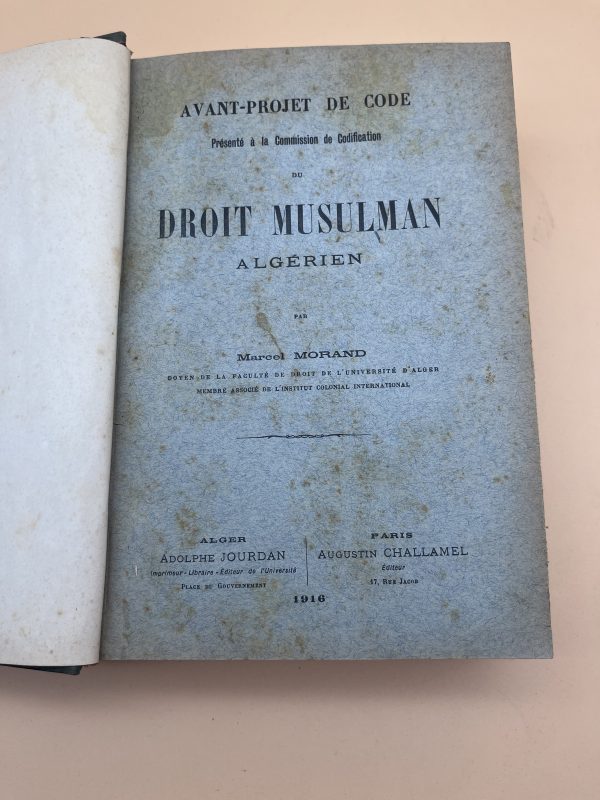 AVANT-PROJET DE CODE
Présenté à la Commission de Codification
DU
DROIT MUSULMAN
ALGÉRIEN
PAR
Marcel MORAND
DOYEN DE LA FACULTÉ DE DROIT DE L'UNIVERSITÉ D'ALGER
MEMBRE ASSOCIÉ DE L'INSTITUT COLONIAL INTERNATIONAL
ALGER
ADOLPHE JOURDAN
Imprimeur-Libraire-Éditeur de l'Université
PLACE DU GOUVERNEMENT
PARIS
AUGUSTIN CHALLAMEL
Éditeur
17, RUE JACOB
1916